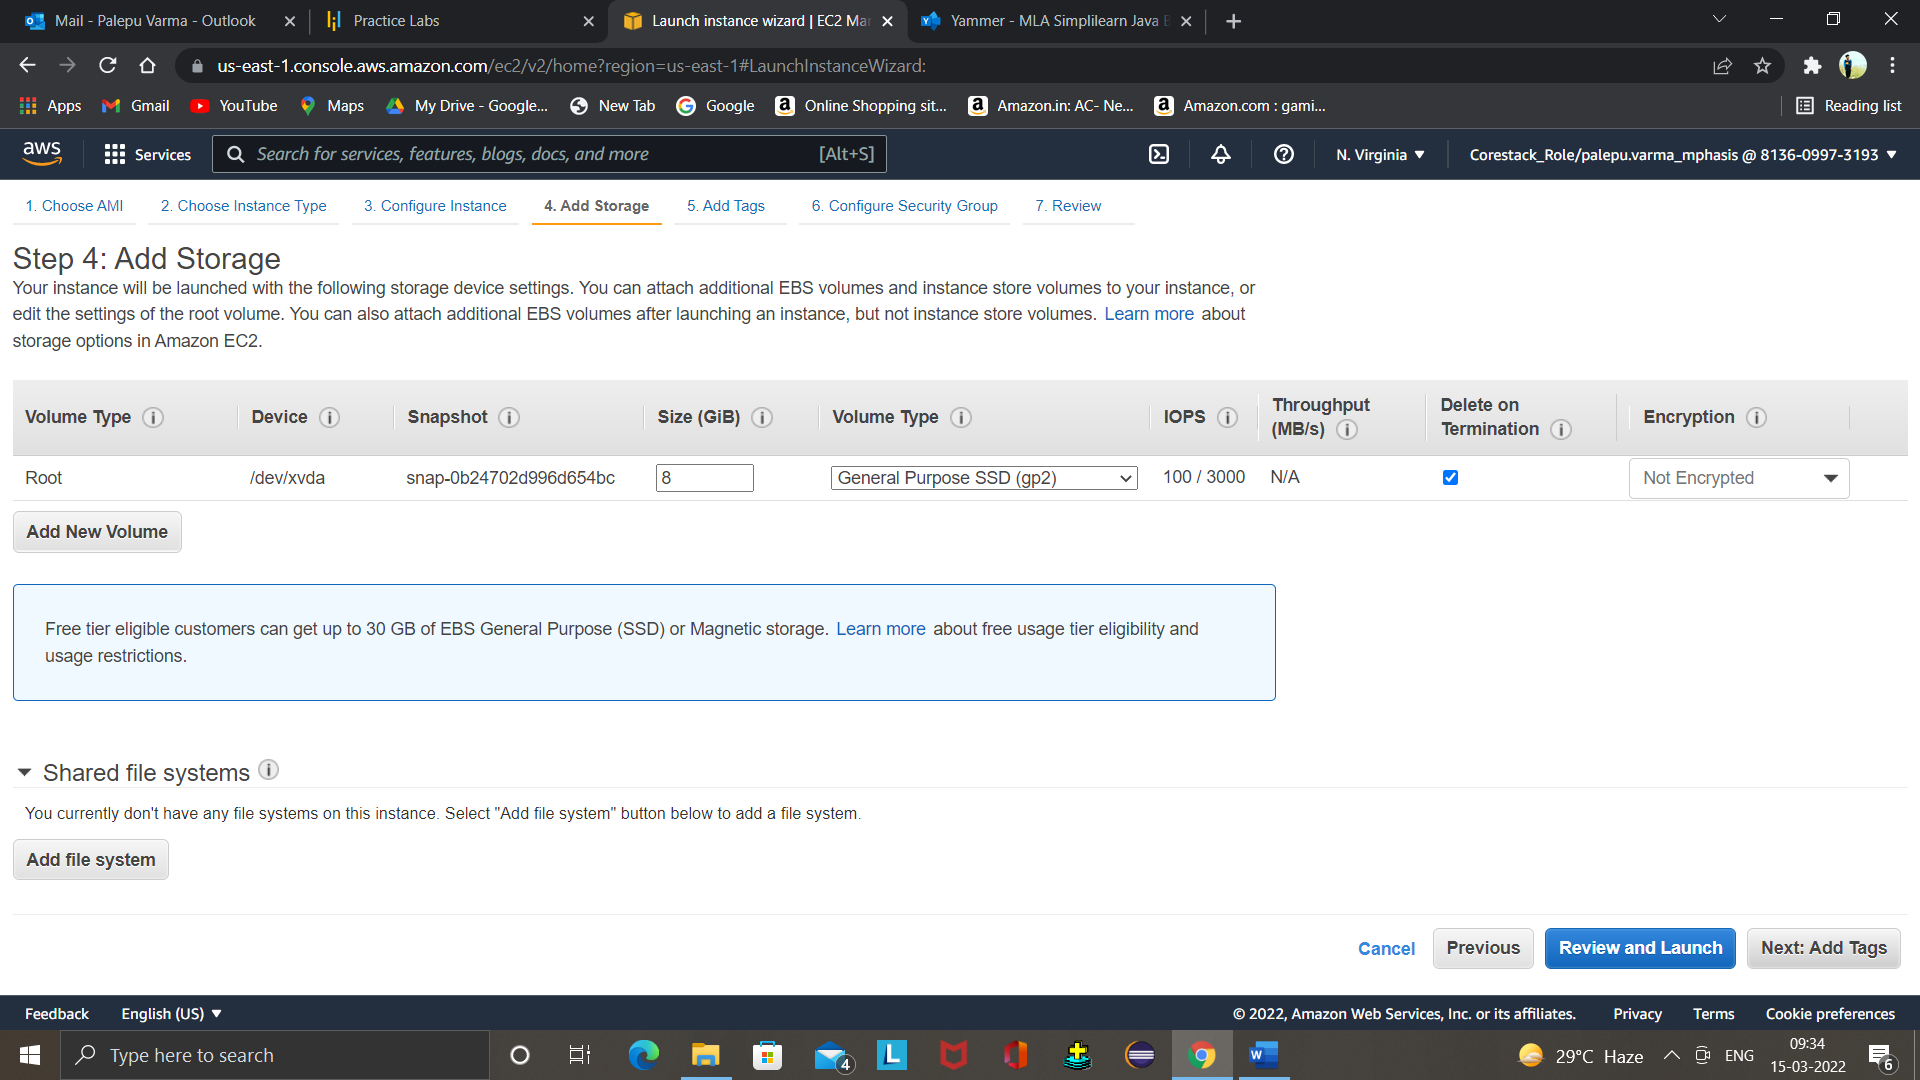 Mail - Palepu Varma - Outlook
Practice Labs
Launch instance wizard | EC2 Mar
Yammer - MLA Simplilearn Java B
us-east-1.console.aws.amazon.com/ec2/v2/home?region=us-east-1#LaunchInstanceWizard:
Apps Gmail YouTube Maps My Drive - Google... New Tab Google Online Shopping sit... Amazon.in: AC- Ne... Amazon.com : gami... Reading list
aws Services Search for services, features, blogs, docs, and more [Alt+S] N. Virginia Corestack_Role/palepu.varma_mphasis @ 8136-0997-3193
1. Choose AMI 2. Choose Instance Type 3. Configure Instance 4. Add Storage 5. Add Tags 6. Configure Security Group 7. Review
Step 4: Add Storage
Your instance will be launched with the following storage device settings. You can attach additional EBS volumes and instance store volumes to your instance, or
edit the settings of the root volume. You can also attach additional EBS volumes after launching an instance, but not instance store volumes. Learn more about
storage options in Amazon EC2.
Volume Type Device Snapshot Size (GiB) Volume Type IOPS Throughput (MB/s) Delete on Termination Encryption
Root /dev/xvda snap-0b24702d996d654bc 8 General Purpose SSD (gp2) 100 / 3000 N/A Not Encrypted
Add New Volume
Free tier eligible customers can get up to 30 GB of EBS General Purpose (SSD) or Magnetic storage. Learn more about free usage tier eligibility and
usage restrictions.
Shared file systems
You currently don't have any file systems on this instance. Select "Add file system" button below to add a file system.
Add file system
Cancel Previous Review and Launch Next: Add Tags
Feedback English (US) © 2022, Amazon Web Services, Inc. or its affiliates. Privacy Terms Cookie preferences
Type here to search 4 L W 29°C Haze ENG 09:34
15-03-2022 6